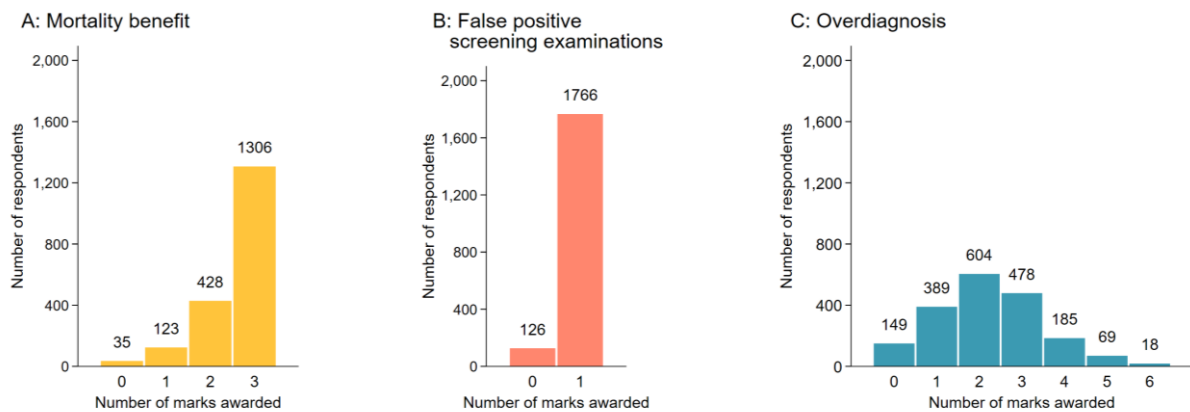 A: Mortality benefit
2,000
1,600
1,200
800
400
0
Number of respondents
35
123
428
1306
0 1 2 3
Number of marks awarded
B: False positive
screening examinations
2,000
1,600
1,200
800
400
0
Number of respondents
126
1766
0 1
Number of marks awarded
C: Overdiagnosis
2,000
1,600
1,200
800
400
0
Number of respondents
149
389
604
478
185
69
18
0 1 2 3 4 5 6
Number of marks awarded